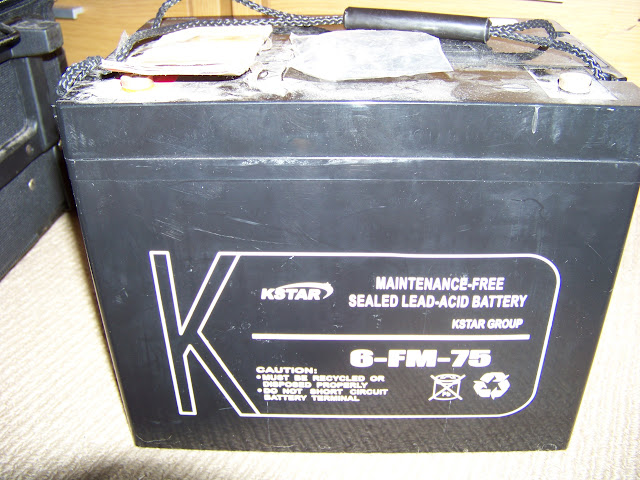 K
KSTAR
MAINTENANCE-FREE
SEALED LEAD-ACID BATTERY
KSTAR GROUP
6-FM-75
CAUTION:
• MUST BE RECYCLED OR
DISPOSED PROPERLY
• DO NOT SHORT CIRCUIT
BATTERY TERMINAL